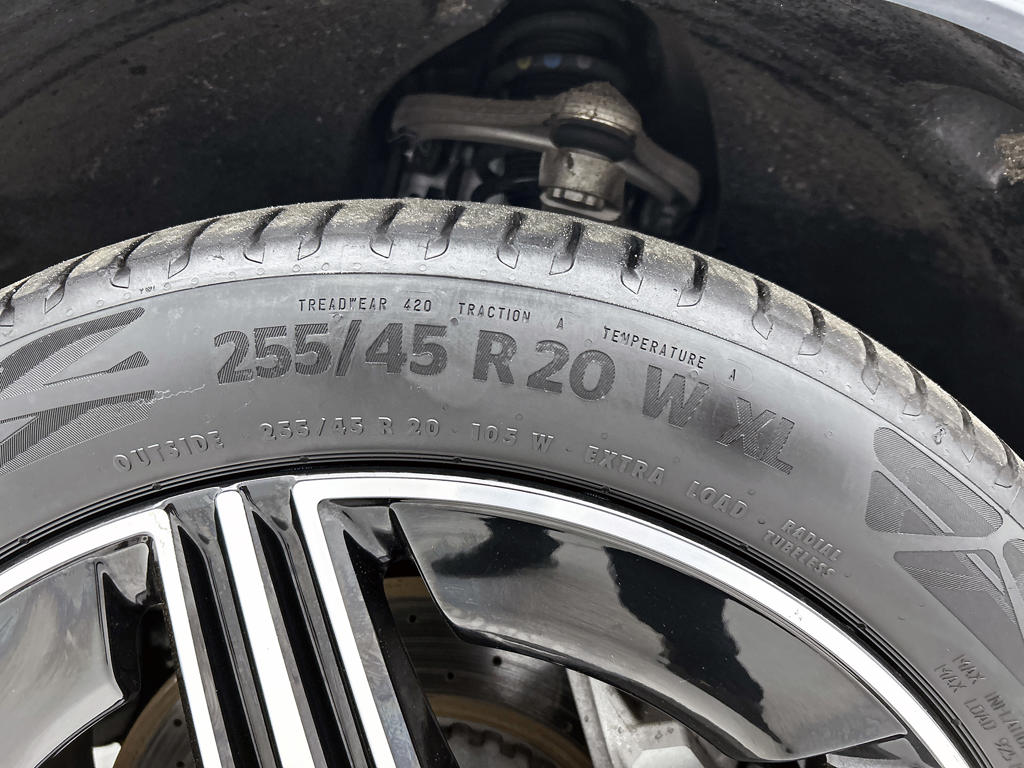 TREADWEAR 420 TRACTION A TEMPERATURE A
255/45 R 20 W XL
OUTSIDE 255/45 R 20 105 W · EXTRA LOAD · RADIAL
TUBELESS
MAX
MAX LOAD